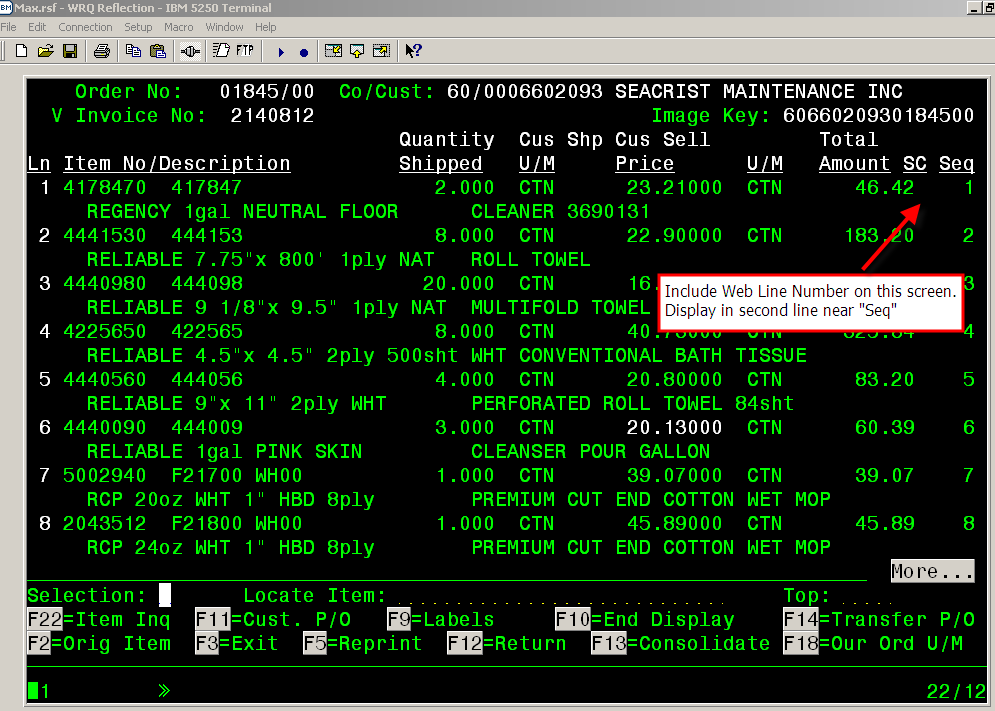 Max.rsf - WRQ Reflection - IBM 5250 Terminal
File Edit Connection Setup Macro Window Help
FTP
Order No: 01845/00 Co/Cust: 60/0006602093 SEACRIST MAINTENANCE INC
V Invoice No: 2140812 Image Key: 6066020930184500
Quantity Cus Shp Cus Sell Total
Ln Item No/Description Shipped U/M Price U/M Amount SC Seq
1 4178470 417847 2.000 CTN 23.21000 CTN 46.42 1
REGENCY 1gal NEUTRAL FLOOR CLEANER 3690131
2 4441530 444153 8.000 CTN 22.90000 CTN 183.20 2
RELIABLE 7.75"x 800' 1ply NAT ROLL TOWEL
3 4440980 444098 20.000 CTN 16. 3
Include Web Line Number on this screen.
Display in second line near "Seq"
RELIABLE 9 1/8"x 9.5" 1ply NAT MULTIFOLD TOWEL
4 4225650 422565 8.000 CTN CTN 4
RELIABLE 4.5"x 4.5" 2ply 500sht WHT CONVENTIONAL BATH TISSUE
5 4440560 444056 4.000 CTN 20.80000 CTN 83.20 5
RELIABLE 9"x 11" 2ply WHT PERFORATED ROLL TOWEL 84sht
6 4440090 444009 3.000 CTN 20.13000 CTN 60.39 6
RELIABLE 1gal PINK SKIN CLEANSER POUR GALLON
7 5002940 F21700 WH00 1.000 CTN 39.07000 CTN 39.07 7
RCP 20oz WHT 1" HBD 8ply PREMIUM CUT END COTTON WET MOP
8 2043512 F21800 WH00 1.000 CTN 45.89000 CTN 45.89 8
RCP 24oz WHT 1" HBD 8ply PREMIUM CUT END COTTON WET MOP
More...
Selection: Locate Item: Top:
F22=Item Inq F11=Cust. P/O F9=Labels F10=End Display F14=Transfer P/O
F2=Orig Item F3=Exit F5=Reprint F12=Return F13=Consolidate F18=Our Ord U/M
1 » 22/12